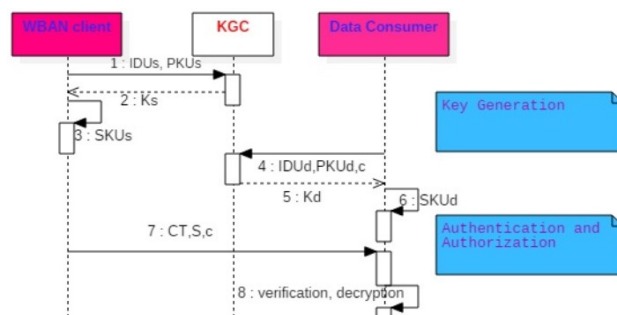 WBAN client
KGC
Data Consumer
1 : IDUs, PKUs
2 : Ks
3 : SKUs
Key Generation
4 : IDUd,PKUd,c
5 : Kd
6 : SKUd
7 : CT,S,c
Authentication and
Authorization
8 : verification, decryption